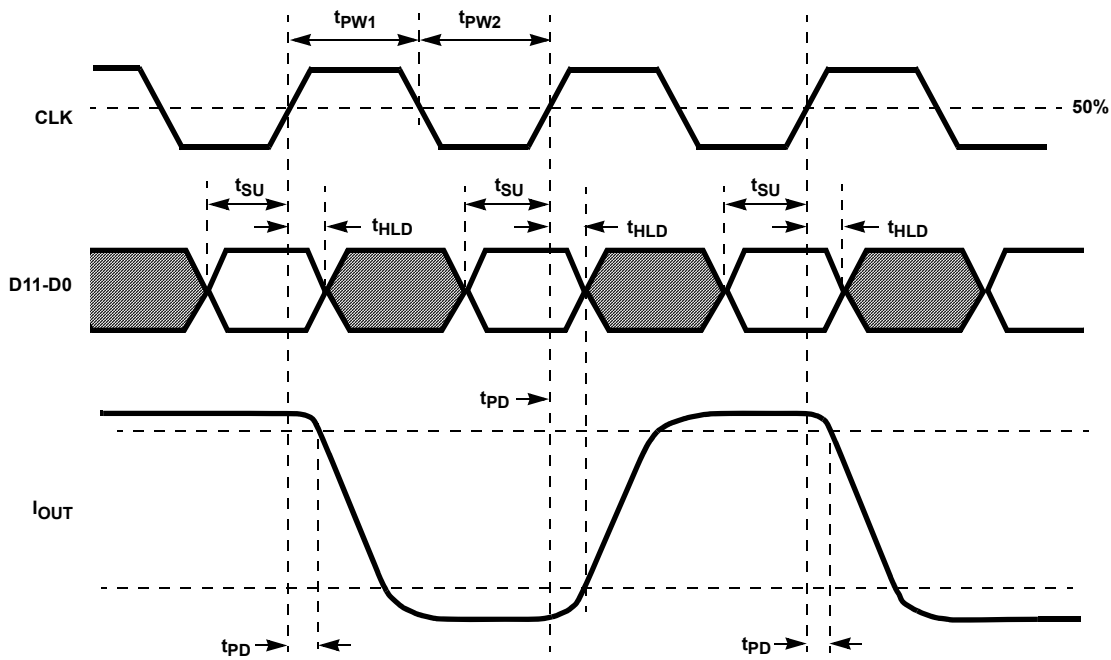 tPW1 tPW2
CLK
50%
tSU tSU tSU
tHLD tHLD tHLD
D11-D0
tPD
IOUT
tPD tPD